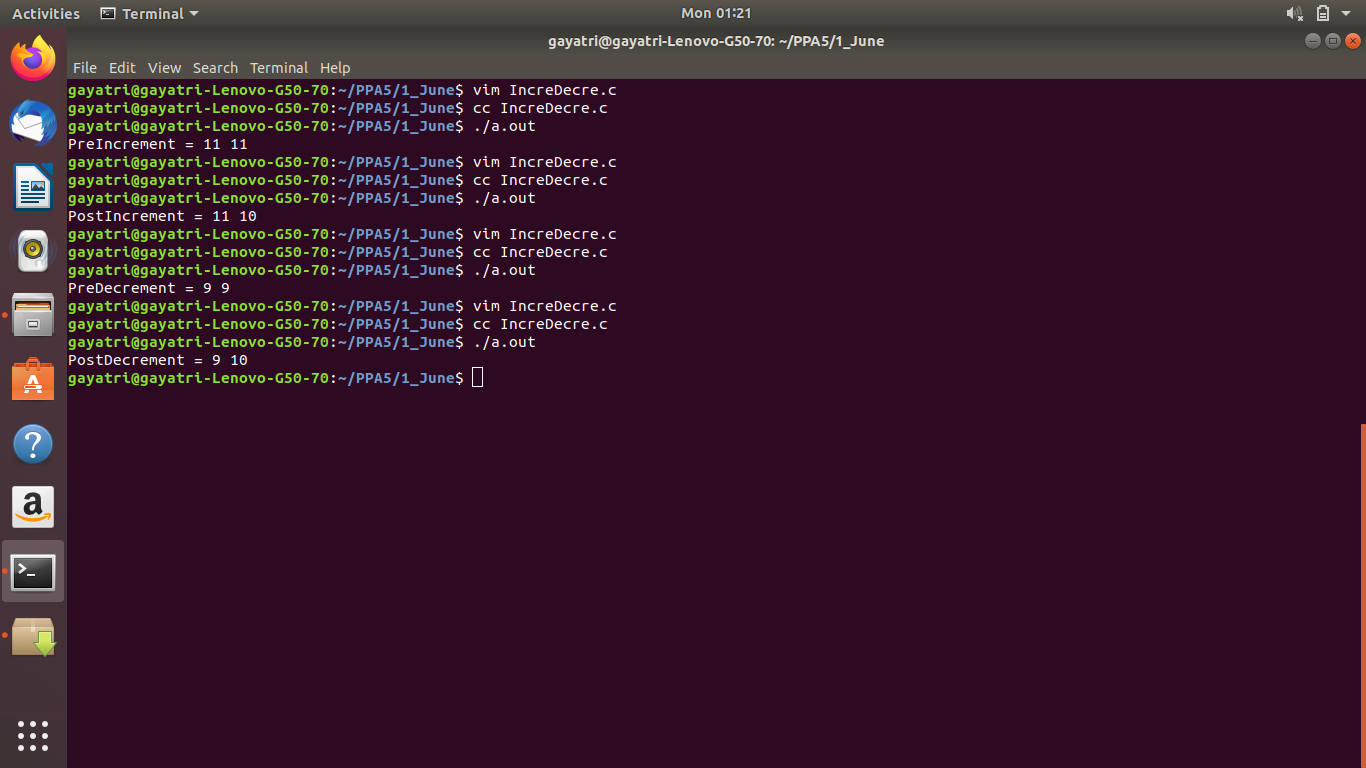 Activities Terminal Mon 01:21
gayatri@gayatri-Lenovo-G50-70: ~/PPA5/1_June
File Edit View Search Terminal Help
gayatri@gayatri-Lenovo-G50-70:~/PPA5/1_June$ vim IncreDecre.c
gayatri@gayatri-Lenovo-G50-70:~/PPA5/1_June$ cc IncreDecre.c
gayatri@gayatri-Lenovo-G50-70:~/PPA5/1_June$ ./a.out
PreIncrement = 11 11
gayatri@gayatri-Lenovo-G50-70:~/PPA5/1_June$ vim IncreDecre.c
gayatri@gayatri-Lenovo-G50-70:~/PPA5/1_June$ cc IncreDecre.c
gayatri@gayatri-Lenovo-G50-70:~/PPA5/1_June$ ./a.out
PostIncrement = 11 10
gayatri@gayatri-Lenovo-G50-70:~/PPA5/1_June$ vim IncreDecre.c
gayatri@gayatri-Lenovo-G50-70:~/PPA5/1_June$ cc IncreDecre.c
gayatri@gayatri-Lenovo-G50-70:~/PPA5/1_June$ ./a.out
PreDecrement = 9 9
gayatri@gayatri-Lenovo-G50-70:~/PPA5/1_June$ vim IncreDecre.c
gayatri@gayatri-Lenovo-G50-70:~/PPA5/1_June$ cc IncreDecre.c
gayatri@gayatri-Lenovo-G50-70:~/PPA5/1_June$ ./a.out
PostDecrement = 9 10
gayatri@gayatri-Lenovo-G50-70:~/PPA5/1_June$